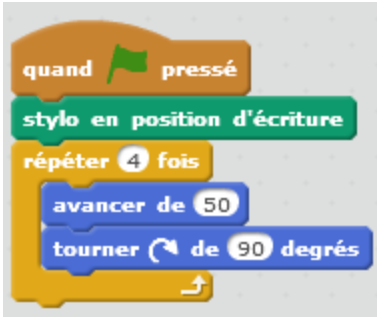 quand pressé
stylo en position d'écriture
répéter 4 fois
avancer de 50
tourner de 90 degrés